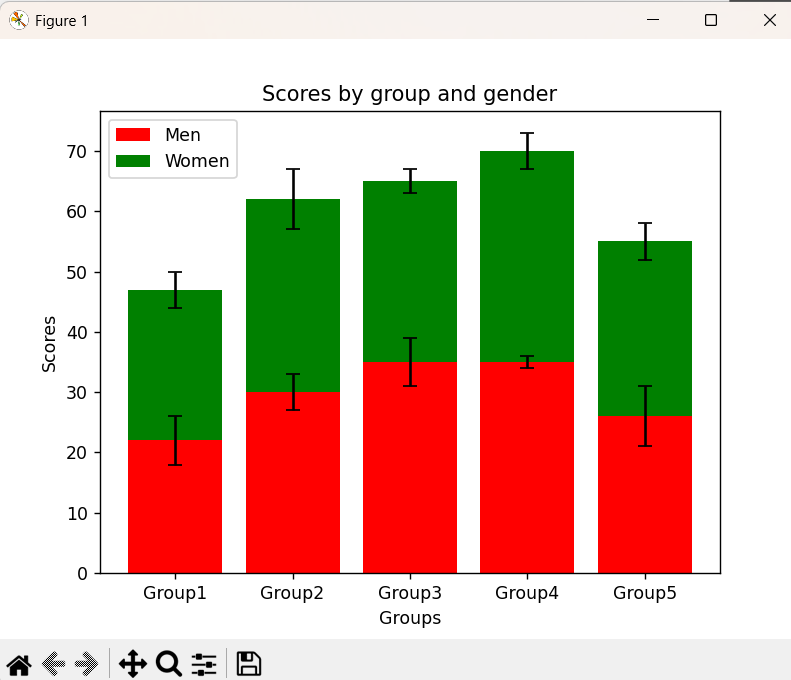 Figure 1
Scores by group and gender
Men
Women
Scores
70
60
50
40
30
20
10
0
Group1 Group2 Group3 Group4 Group5
Groups